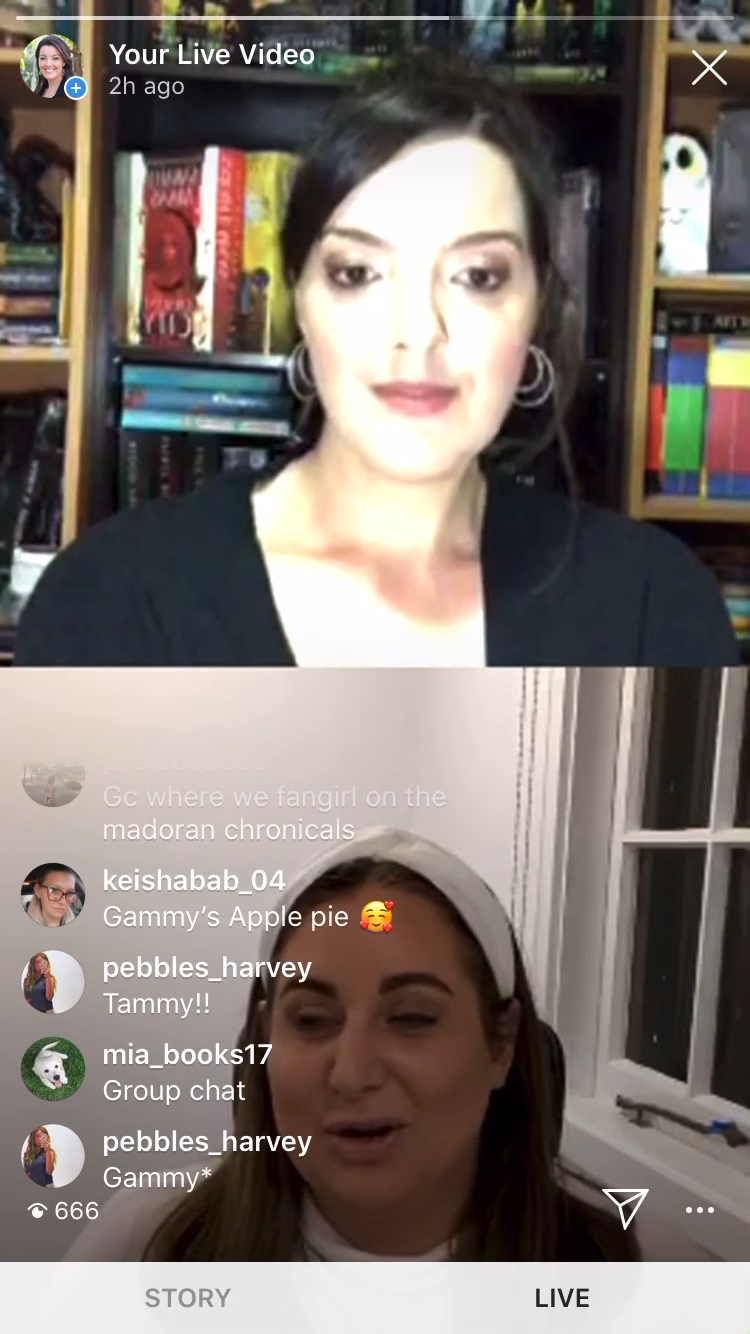 Your Live Video
2h ago
Gc where we fangirl on the
madoran chronicals
keishabab_04
Gammy's Apple pie 🥰
pebbles_harvey
Tammy!!
mia_books17
Group chat
pebbles_harvey
Gammy*
666
STORY
LIVE